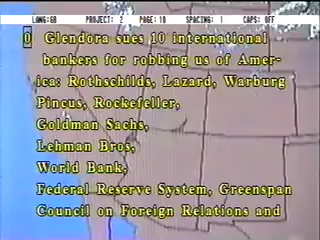 LANG:GB PROJECT: 2 PAGE:10 SPACING: 1 CAPS: OFF
0 Glendora sues 10 international
bankers for robbing us of Amer-
ica: Rothschilds, Lazard, Warburg
Pincus, Rockefeller,
Goldman Sachs,
Lehman Bros,
World Bank,
Federal Reserve System, Greenspan
Council on Foreign Relations and